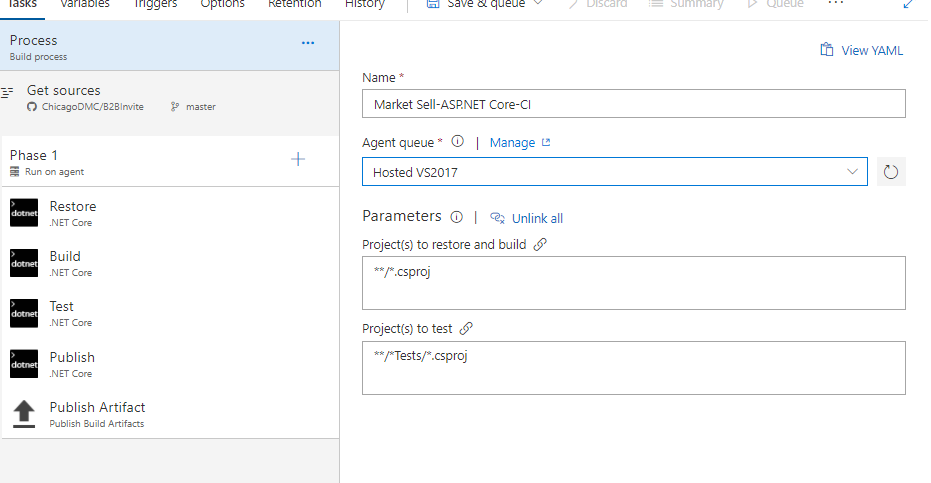 Tasks Variables Triggers Options Retention History Save & queue Discard Summary Queue ...
Process ...
Build process
Get sources
ChicagoDMC/B2BInvite master
Phase 1
Run on agent
Restore
.NET Core
Build
.NET Core
Test
.NET Core
Publish
.NET Core
Publish Artifact
Publish Build Artifacts
View YAML
Name *
Market Sell-ASP.NET Core-CI
Agent queue * | Manage
Hosted VS2017
Parameters | Unlink all
Project(s) to restore and build
**/*.csproj
Project(s) to test
**/*Tests/*.csproj
dotnet
dotnet
dotnet
dotnet